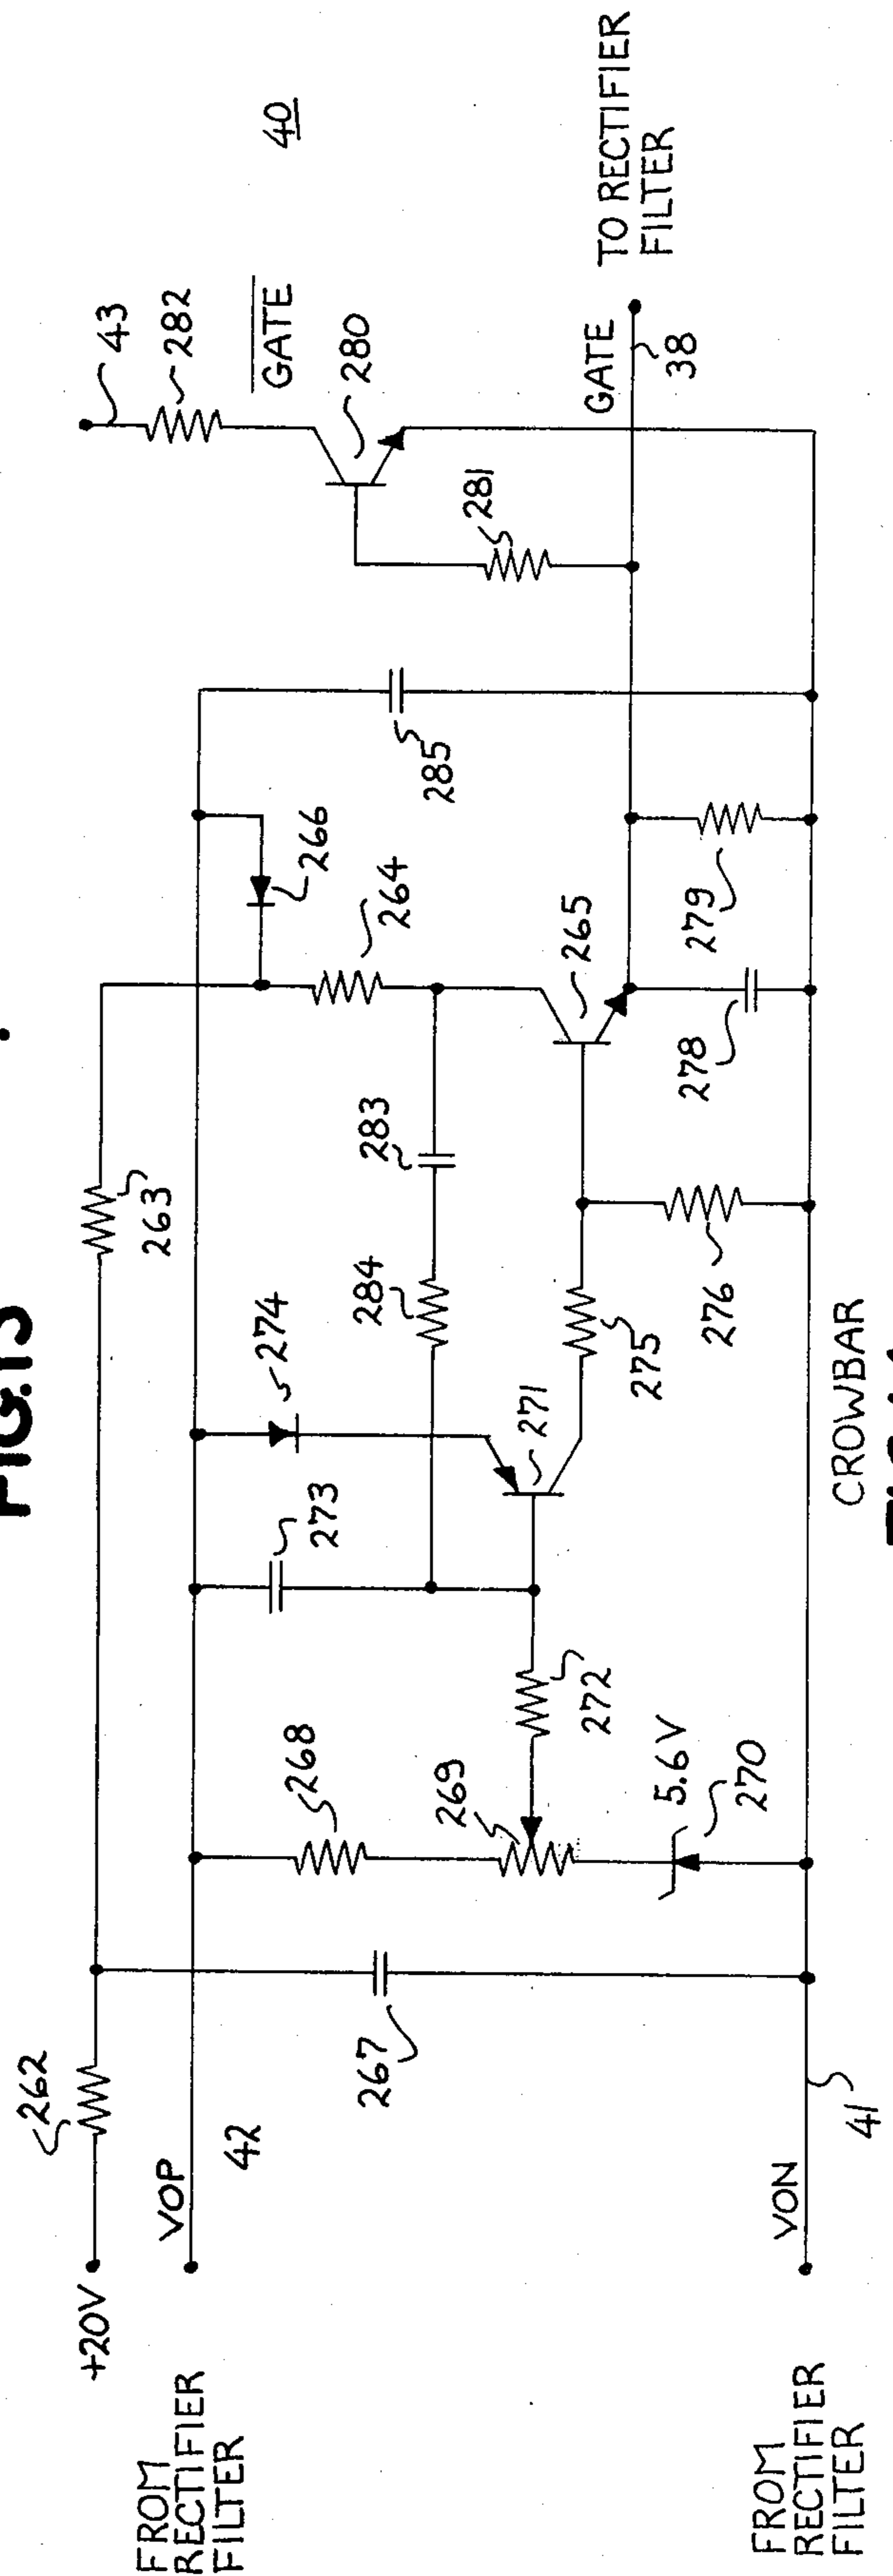 FIG.13
40
+20V
262
263
VOP
42
FROM
RECTIFIER
FILTER
43
282
GATE
280
281
GATE
38
TO RECTIFIER
FILTER
266
264
285
265
279
278
283
284
274
273
271
275
276
272
268
269
5.6V
270
267
VON
41
FROM
RECTIFIER
FILTER
CROWBAR